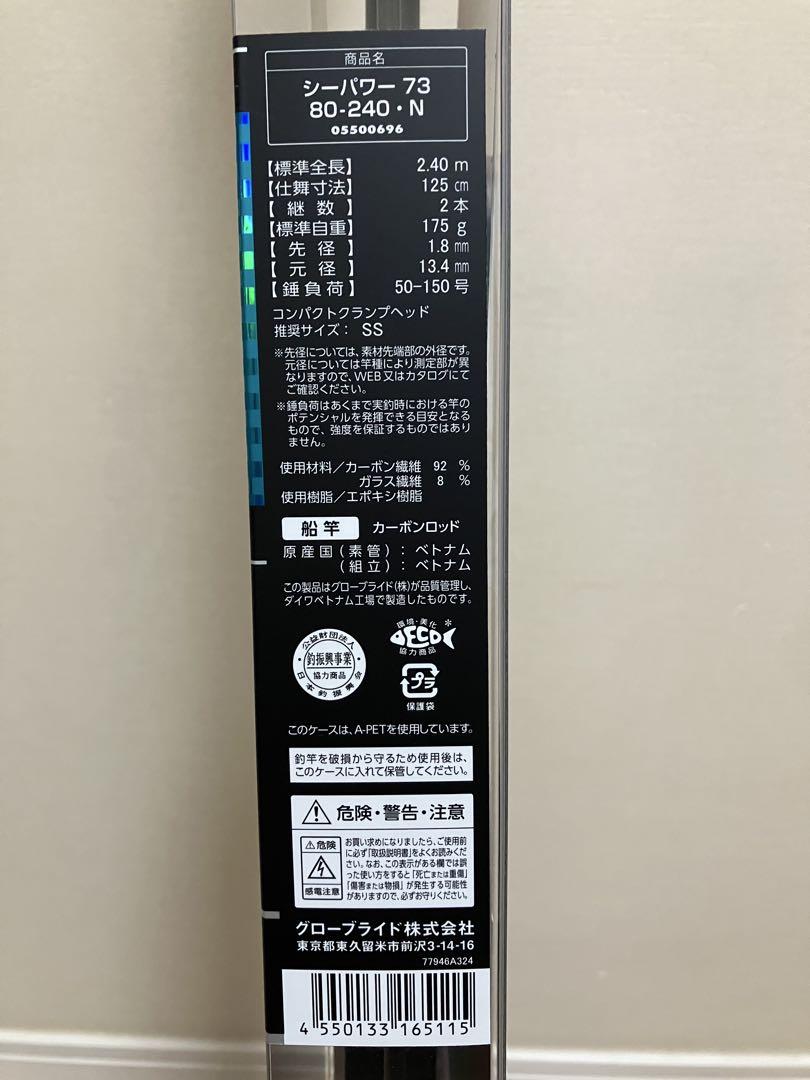 商品名
シーパワー 73
80-240・N
05500696
【標準全長】 2.40 m
【仕舞寸法】 125 cm
【継数】 2 本
【標準自重】 175 g
【先径】 1.8 mm
【元径】 13.4 mm
【錘負荷】 50-150 号
コンパクトクランプヘッド
推奨サイズ： SS
※先径については、素材先端部の外径です。
元径については竿種により測定部が異
なりますので、WEB又はカタログにて
ご確認ください。
※錘負荷はあくまで実釣時における竿の
ポテンシャルを発揮できる目安となる
もので、強度を保証するものではあり
ません。
使用材料／カーボン繊維 92 %
ガラス繊維 8 %
使用樹脂／エポキシ樹脂
船竿 カーボンロッド
原産国(素管)：ベトナム
(組立)：ベトナム
この製品はグローブライド(株)が品質管理し、
ダイワベトナム工場で製造したものです。
公益財団法人
釣振興事業
協力商品
日本釣振興会
環境・美化
ECO
協力商品
プラ
保護袋
このケースは、A-PETを使用しています。
釣竿を破損から守るため使用後は、
このケースに入れて保管してください。
危険・警告・注意
危険
感電注意
お買い求めになりましたら、ご使用前
に必ず「取扱説明書」をよくお読みくだ
さい。なお、この表示がある欄では誤
った使い方をすると「死亡または重傷」
「傷害または物損」が発生する可能性
がありますので、必ずお守りください。
グローブライド株式会社
東京都東久留米市前沢3-14-16
77946A324
4 550133 165115